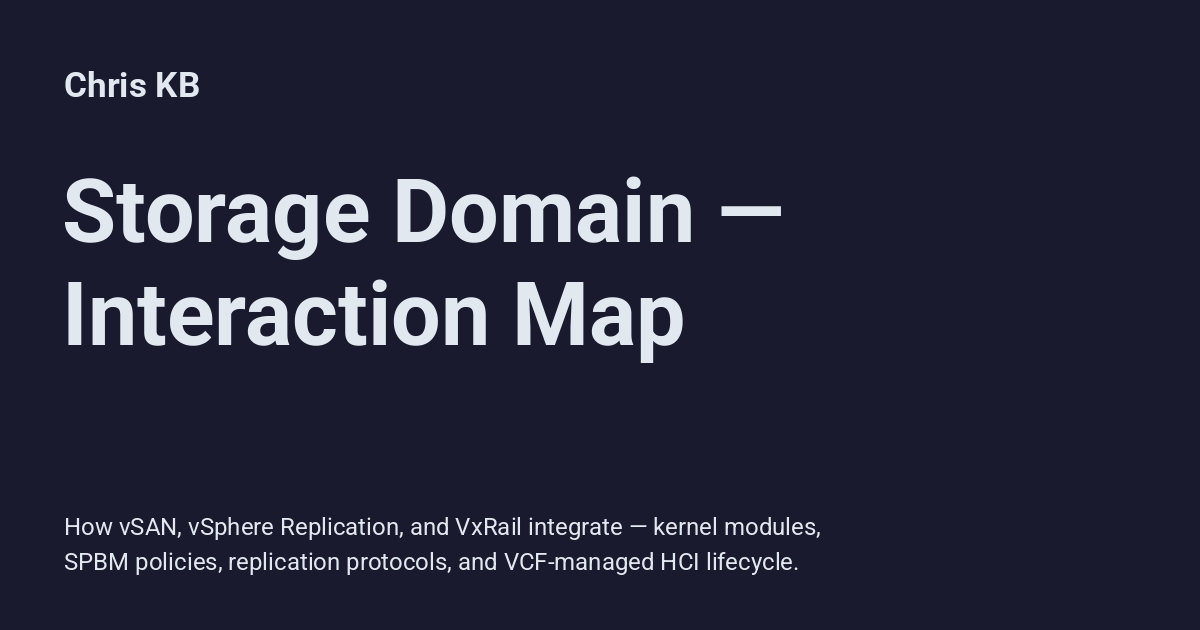 Chris KB
Storage Domain —
Interaction Map
How vSAN, vSphere Replication, and VxRail integrate — kernel modules,
SPBM policies, replication protocols, and VCF-managed HCI lifecycle.